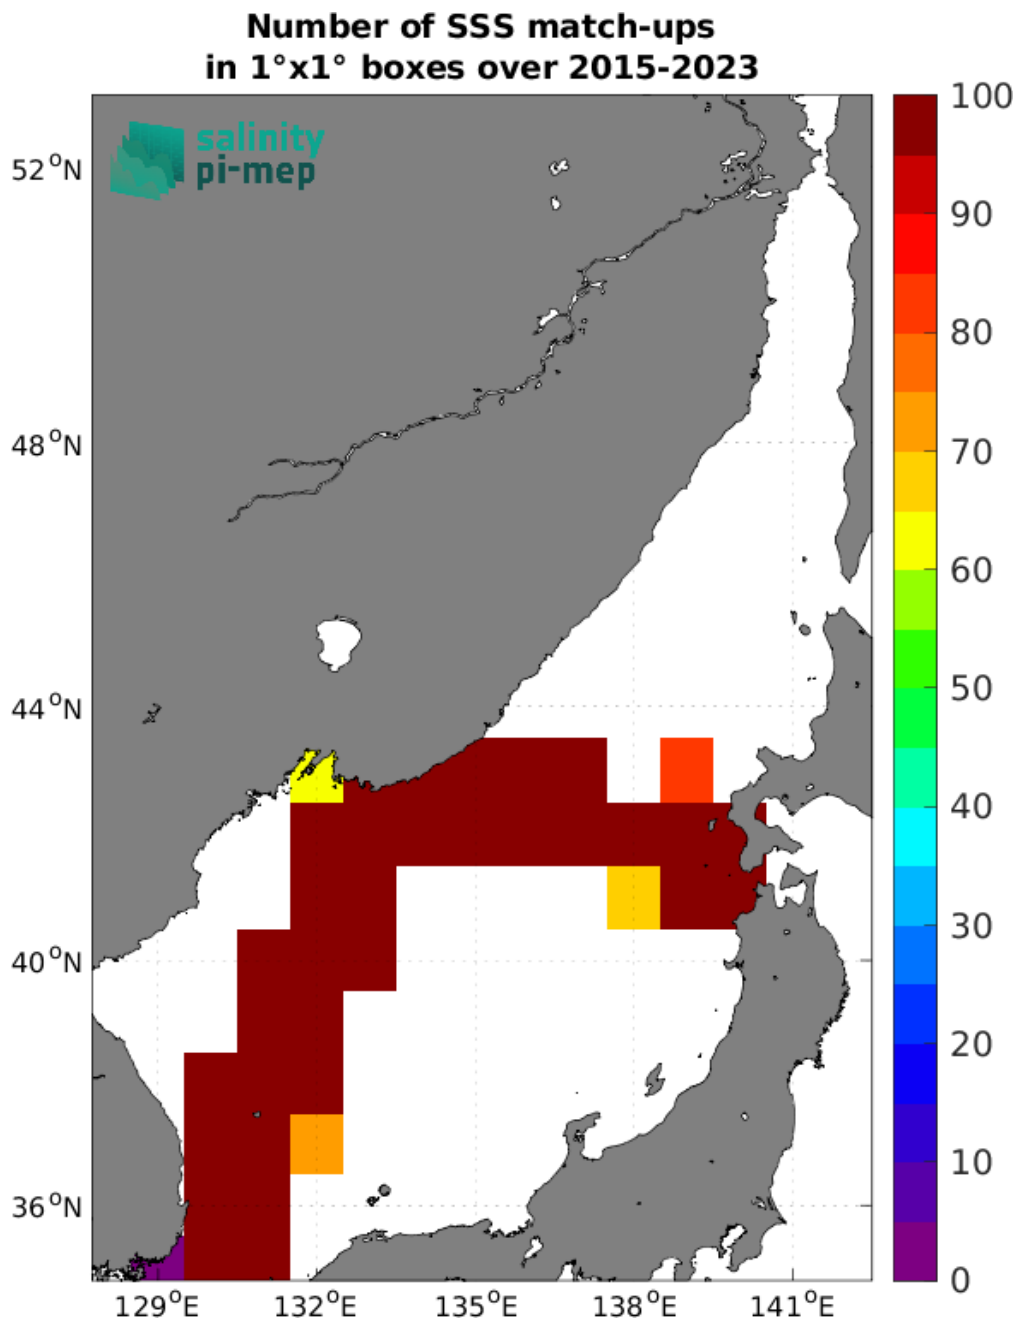 Number of SSS match-ups
in 1°x1° boxes over 2015-2023
salinity
pi-mep
52°N
48°N
44°N
40°N
36°N
129°E
132°E
135°E
138°E
141°E
100
90
80
70
60
50
40
30
20
10
0